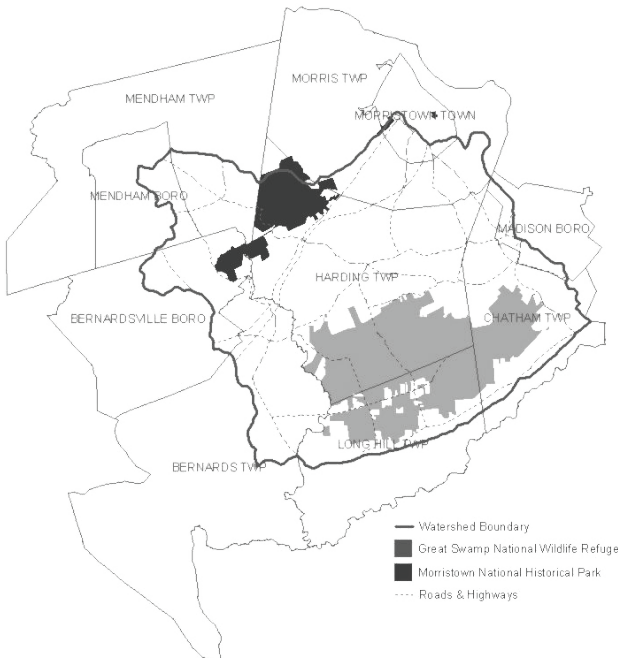 MORRIS TWP
MENDHAM TWP
MORRISTOWN TOWN
MENDHAM BORO
MADISON BORO
HARDING TWP
BERNARDSVILLE BORO
CHATHAM TWP
LONG HILL TWP
BERNARDS TWP
Watershed Boundary
Great Swamp National Wildlife Refuge
Morristown National Historical Park
Roads & Highways